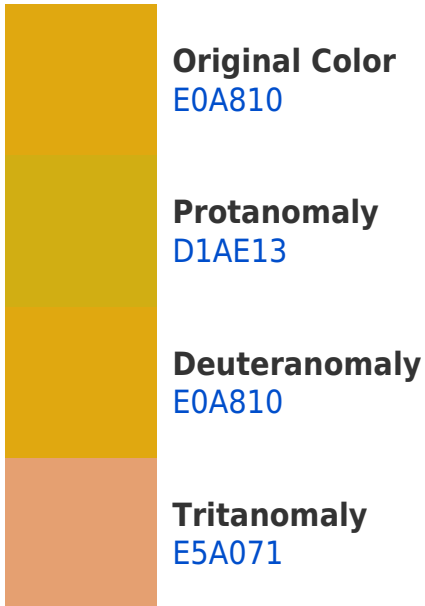 Original Color
E0A810
Protanomaly
D1AE13
Deuteranomaly
E0A810
Tritanomaly
E5A071